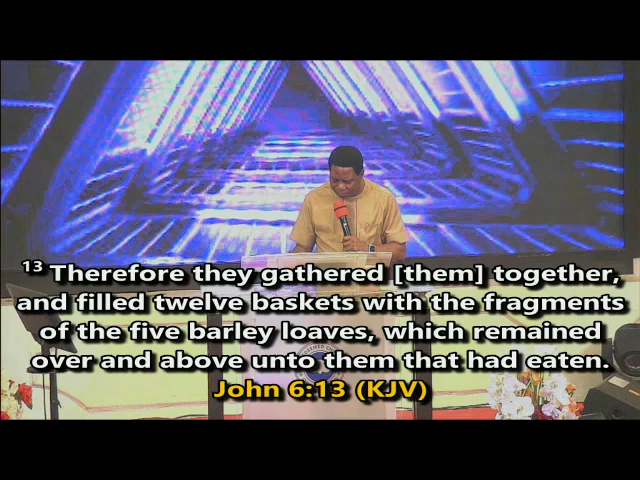 13 Therefore they gathered [them] together,
and filled twelve baskets with the fragments
of the five barley loaves, which remained
over and above unto them that had eaten.
John 6:13 (KJV)